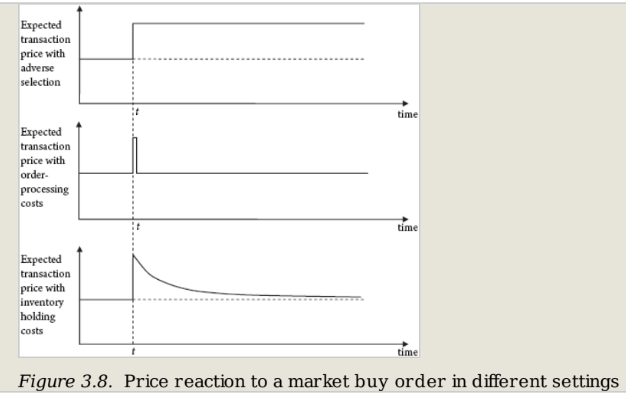 Expected
transaction
price with
adverse
selection
t
time
Expected
transaction
price with
order-
processing
costs
t
time
Expected
transaction
price with
inventory
holding
costs
t
time
Figure 3.8. Price reaction to a market buy order in different settings